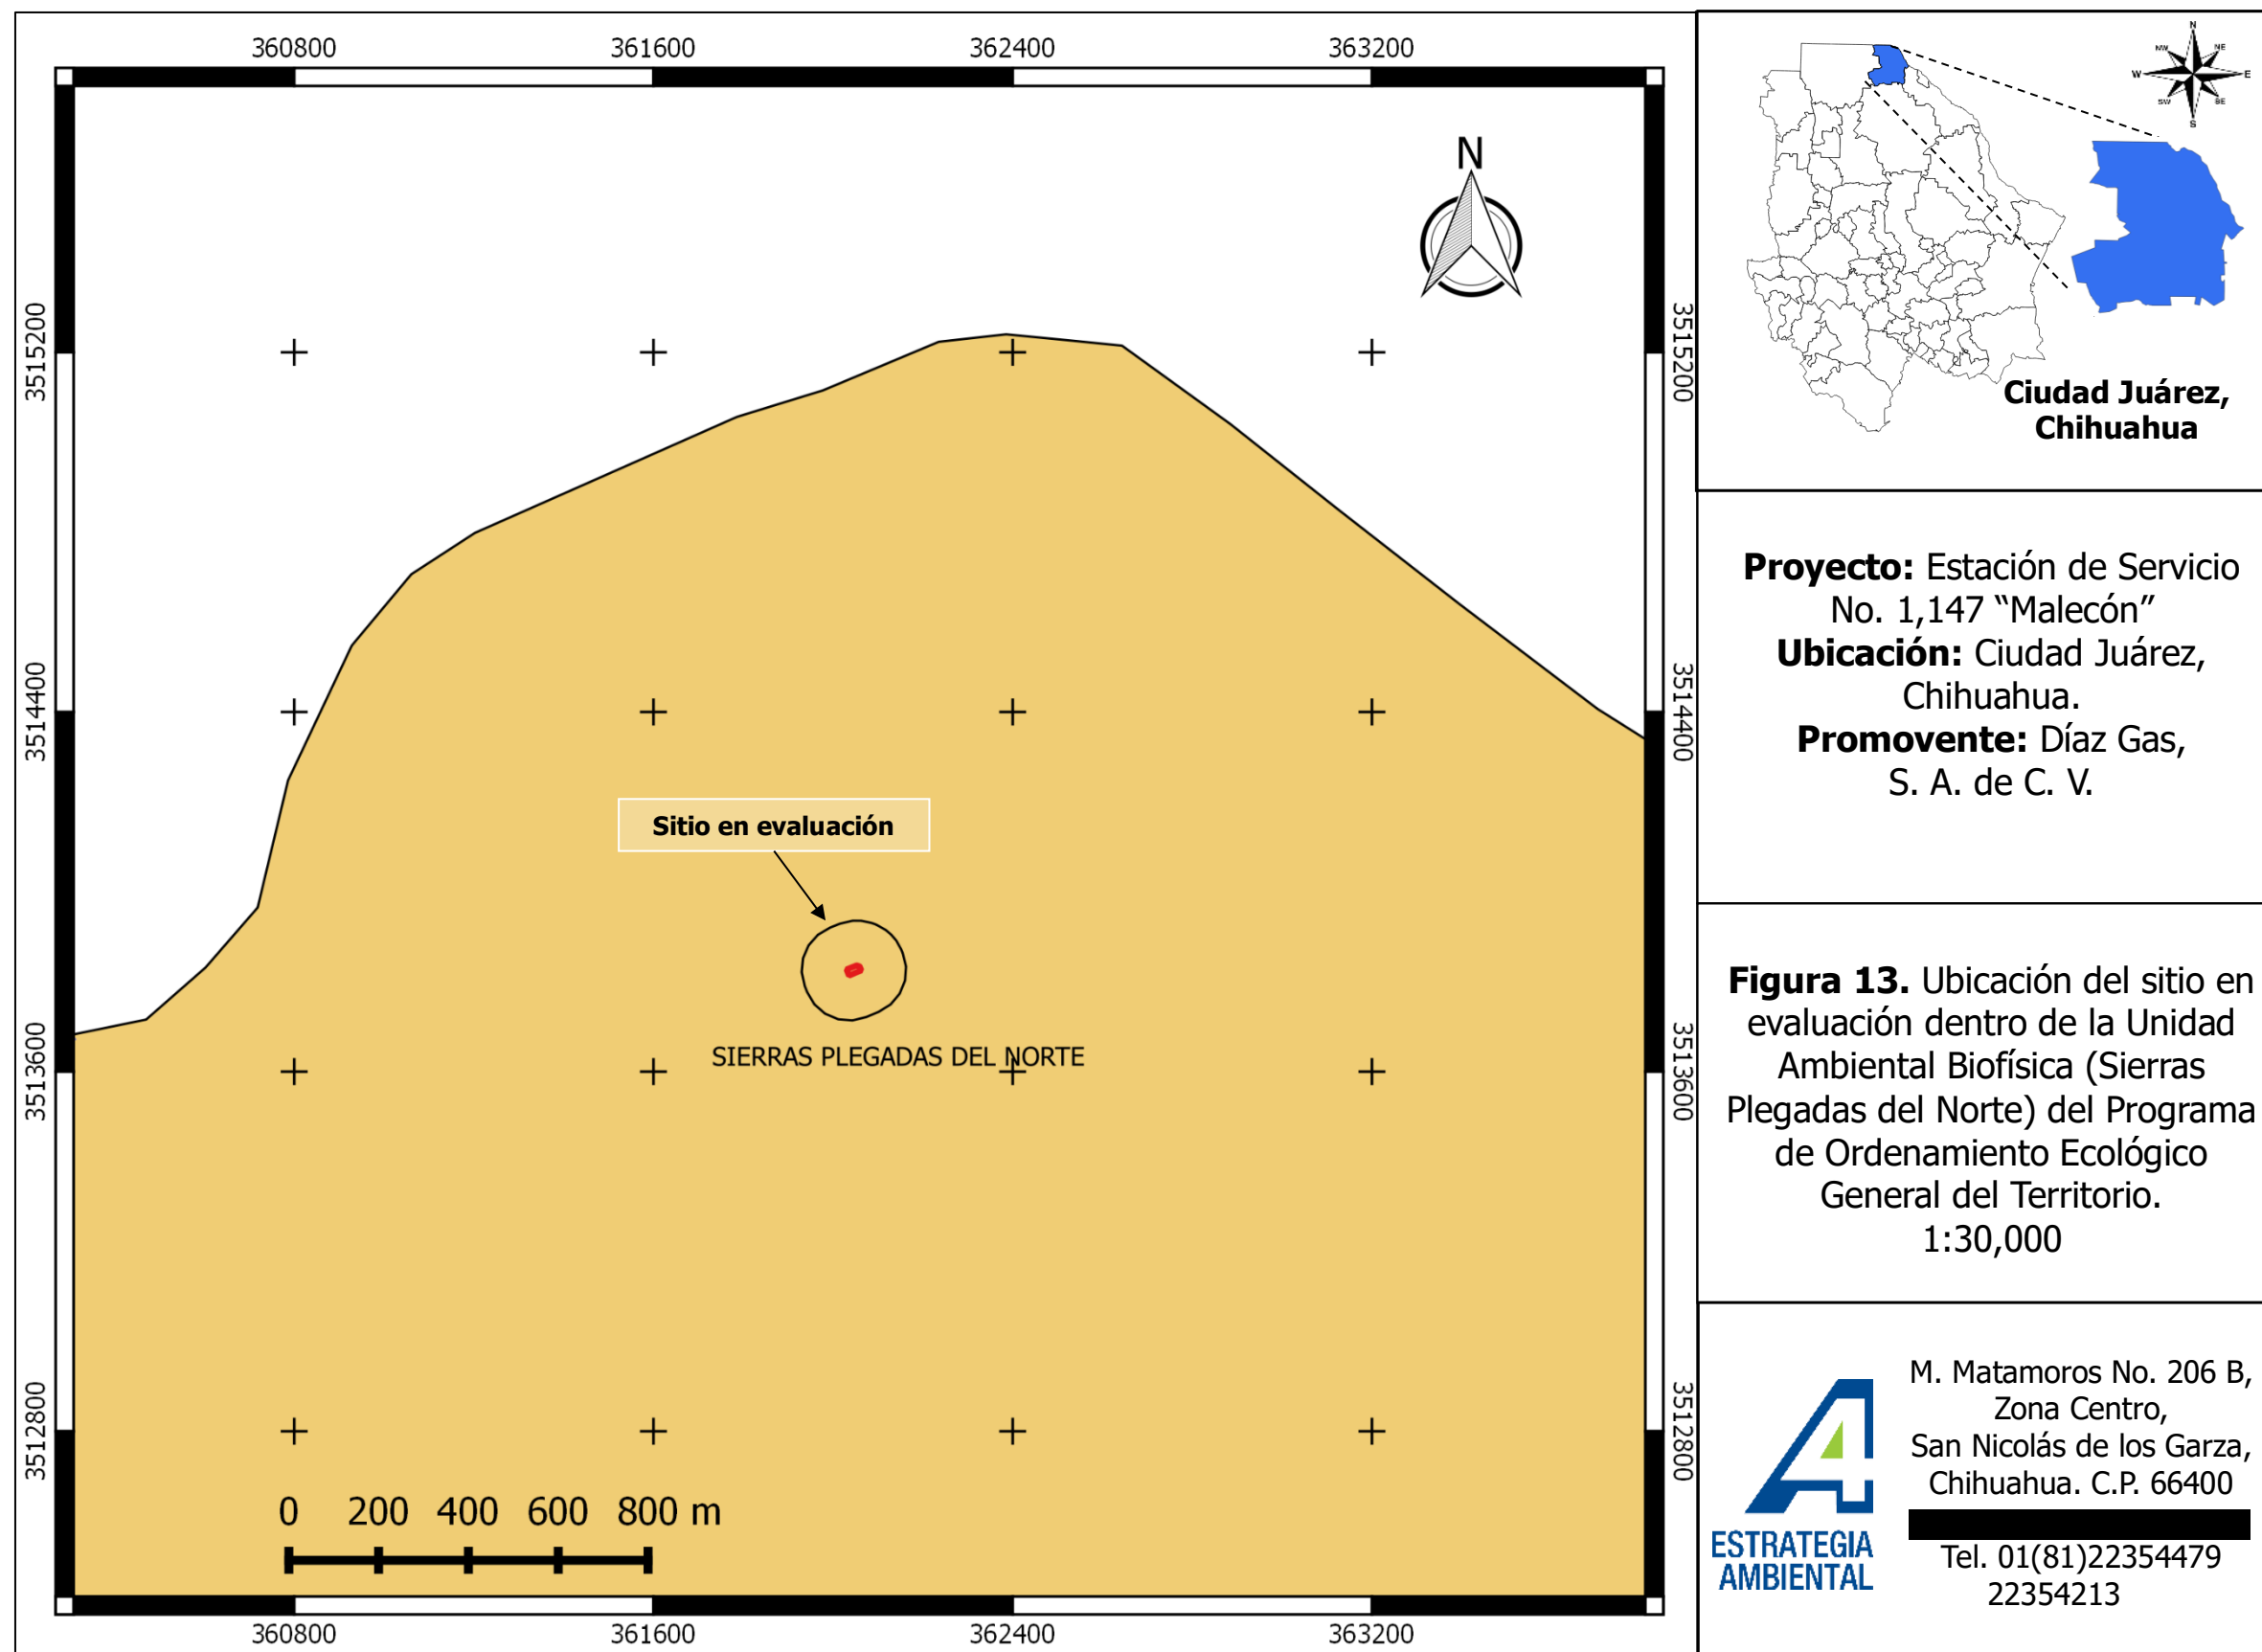 360800 361600 362400 363200
3515200
3514400
3513600
3512800
N
Sitio en evaluación
SIERRAS PLEGADAS DEL NORTE
0 200 400 600 800 m
3515200
3514400
3513600
3512800
360800 361600 362400 363200
N
NW NE
W E
SW SE
S
Ciudad Juárez,
Chihuahua
Proyecto: Estación de Servicio
No. 1,147 “Malecón”
Ubicación: Ciudad Juárez,
Chihuahua.
Promovente: Díaz Gas,
S. A. de C. V.
Figura 13. Ubicación del sitio en
evaluación dentro de la Unidad
Ambiental Biofísica (Sierras
Plegadas del Norte) del Programa
de Ordenamiento Ecológico
General del Territorio.
1:30,000
ESTRATEGIA
AMBIENTAL
M. Matamoros No. 206 B,
Zona Centro,
San Nicolás de los Garza,
Chihuahua. C.P. 66400
Tel. 01(81)22354479
22354213